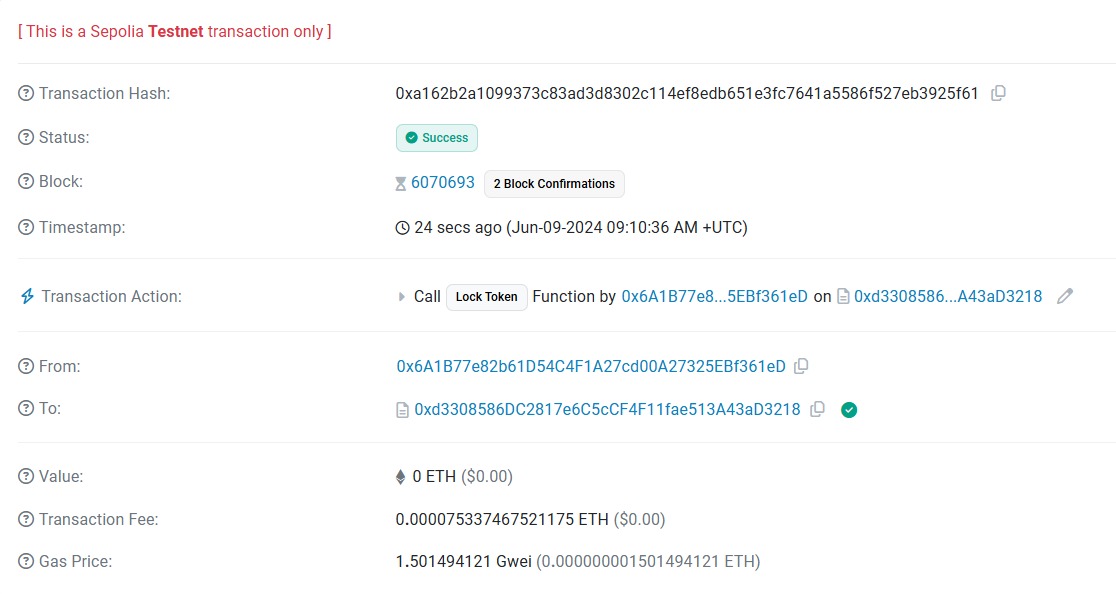 [ This is a Sepolia Testnet transaction only ]
Transaction Hash: 0xa162b2a1099373c83ad3d8302c114ef8edb651e3fc7641a5586f527eb3925f61
Status: Success
Block: 6070693 2 Block Confirmations
Timestamp: 24 secs ago (Jun-09-2024 09:10:36 AM +UTC)
Transaction Action: Call Lock Token Function by 0x6A1B77e8...5EBf361eD on 0xd3308586...A43aD3218
From: 0x6A1B77e82b61D54C4F1A27cd00A27325EBf361eD
To: 0xd3308586DC2817e6C5cCF4F11fae513A43aD3218
Value: 0 ETH ($0.00)
Transaction Fee: 0.000075337467521175 ETH ($0.00)
Gas Price: 1.501494121 Gwei (0.000000001501494121 ETH)